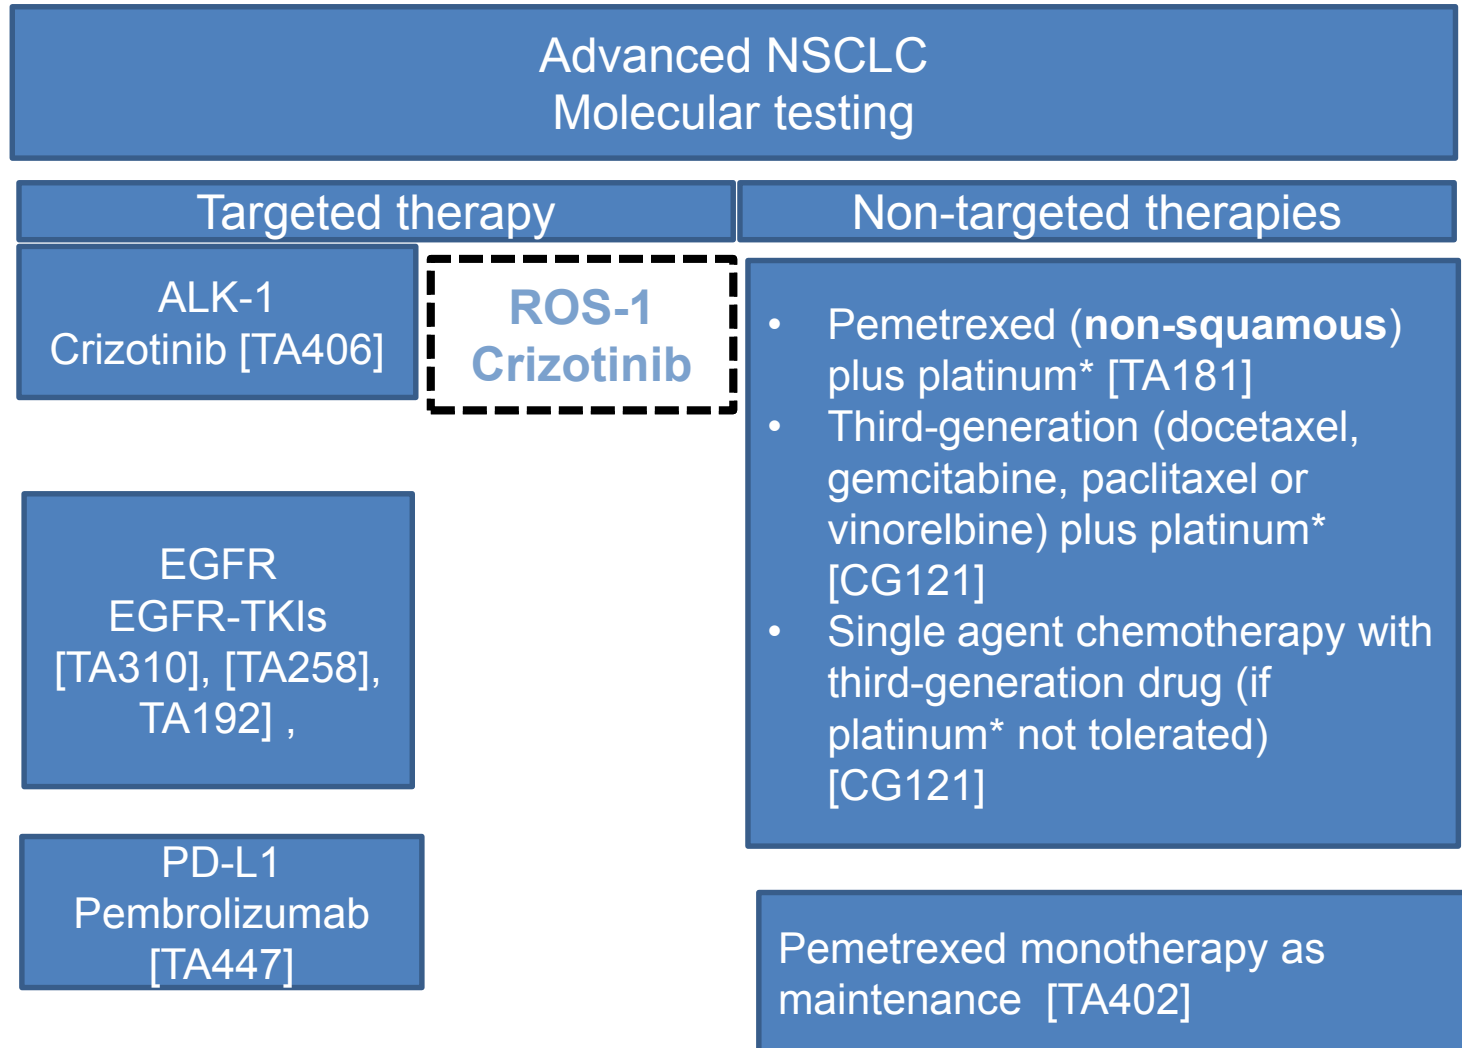 Advanced NSCLC
Molecular testing
Targeted therapy
Non-targeted therapies
ALK-1
Crizotinib [TA406]
ROS-1
Crizotinib
EGFR
EGFR-TKIs
[TA310], [TA258],
TA192] ,
PD-L1
Pembrolizumab
[TA447]
• Pemetrexed (non-squamous)
plus platinum* [TA181]
• Third-generation (docetaxel,
gemcitabine, paclitaxel or
vinorelbine) plus platinum*
[CG121]
• Single agent chemotherapy with
third-generation drug (if
platinum* not tolerated)
[CG121]
Pemetrexed monotherapy as
maintenance [TA402]